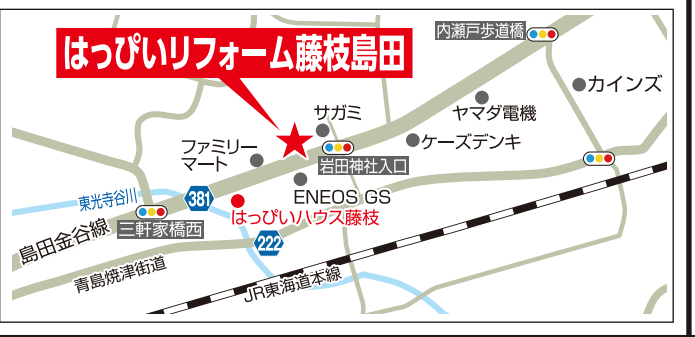 内瀬戸歩道橋
はっぴいリフォーム藤枝島田
カインズ
サガミ
ヤマダ電機
ファミリー
マート
ケーズデンキ
岩田神社入口
ENEOS GS
東光寺谷川
381
はっぴいハウス藤枝
三軒家橋西
島田金谷線
222
青島焼津街道
JR東海道本線